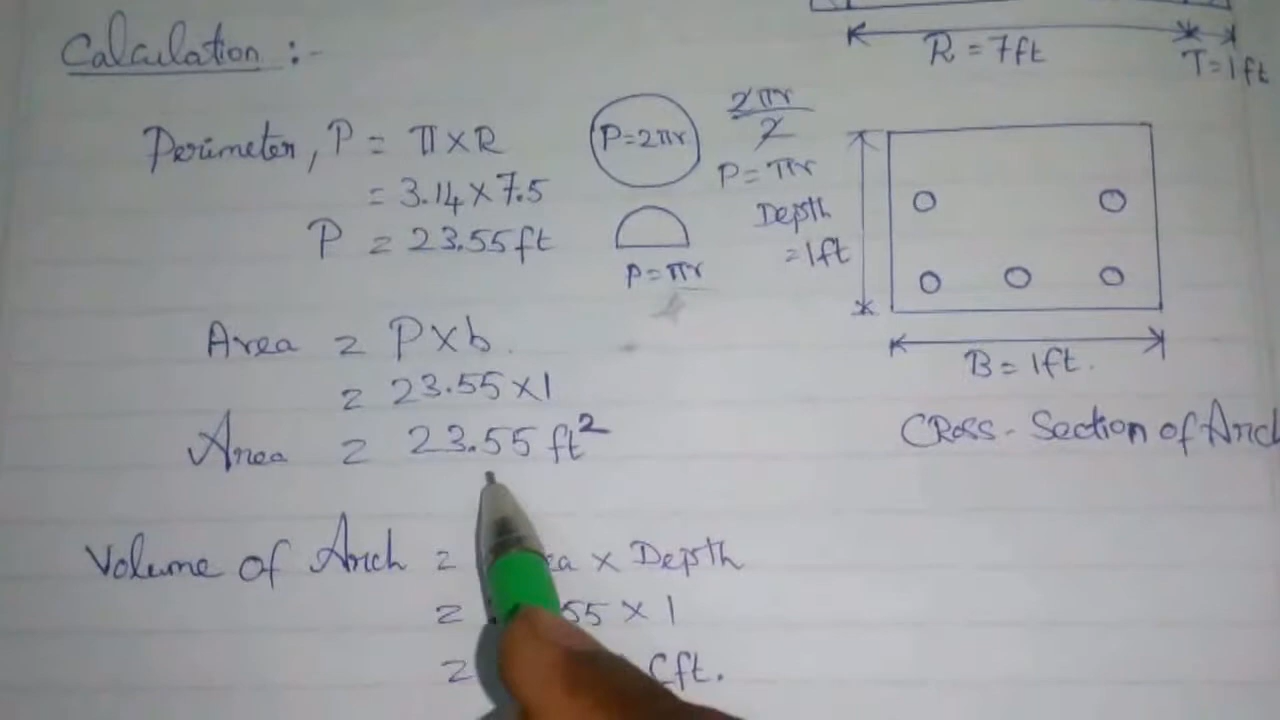 Calculation :-
R = 7ft
T=1ft
Perimeter, P = π×R
= 3.14×7.5
P = 23.55ft
P=2πr
2πr
2
P=πr
P=πr
Depth
=1ft
B=1ft.
Cross-Section of Arch
Area = P×b.
= 23.55×1
Area = 23.55 ft²
Volume of Arch = × Depth
= 55 × 1
= Cft.